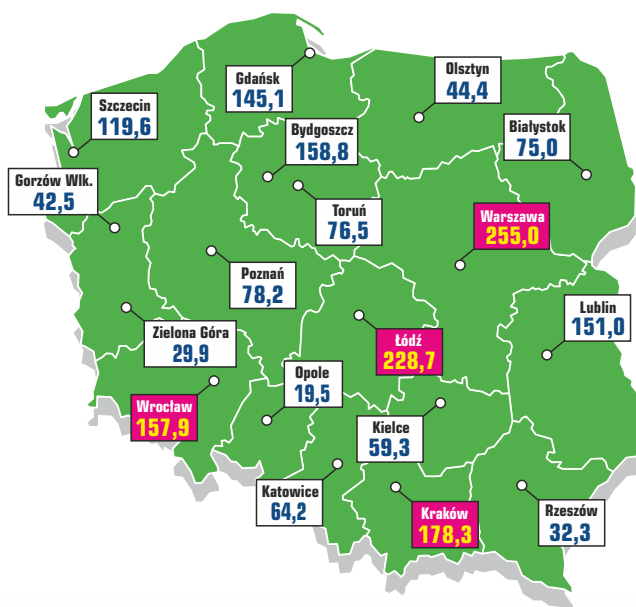 Gdańsk
145,1
Olsztyn
44,4
Szczecin
119,6
Bydgoszcz
158,8
Białystok
75,0
Gorzów Wlk.
42,5
Toruń
76,5
Warszawa
255,0
Poznań
78,2
Lublin
151,0
Zielona Góra
29,9
Łódź
228,7
Opole
19,5
Wrocław
157,9
Kielce
59,3
Katowice
64,2
Kraków
178,3
Rzeszów
32,3